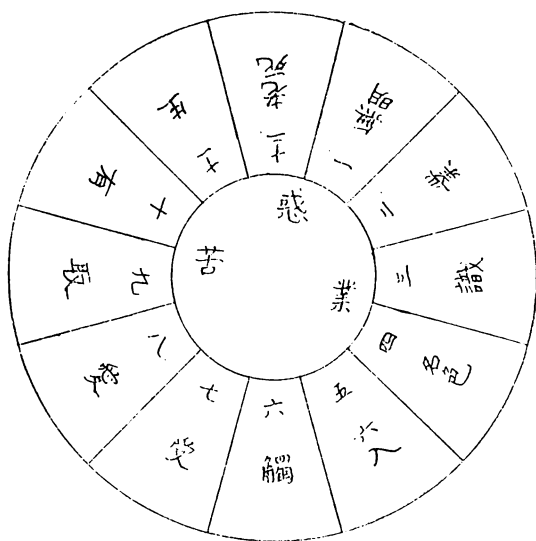 一 無明
二 業
三 識
四 名色
五 六入
六 觸
七 受
八 愛
九 取
十 有
十一 生
十二 老死
惑
業
苦